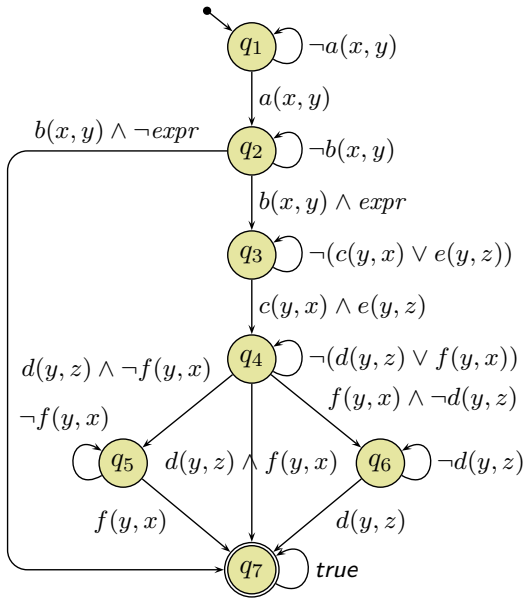 q1 ¬a(x, y)
a(x, y)
b(x, y) ∧ ¬expr
q2 ¬b(x, y)
b(x, y) ∧ expr
q3 ¬(c(y, x) ∨ e(y, z))
c(y, x) ∧ e(y, z)
q4 ¬(d(y, z) ∨ f(y, x))
d(y, z) ∧ ¬f(y, x)
f(y, x) ∧ ¬d(y, z)
¬f(y, x)
q5 d(y, z) ∧ f(y, x) q6 ¬d(y, z)
f(y, x) d(y, z)
q7 true